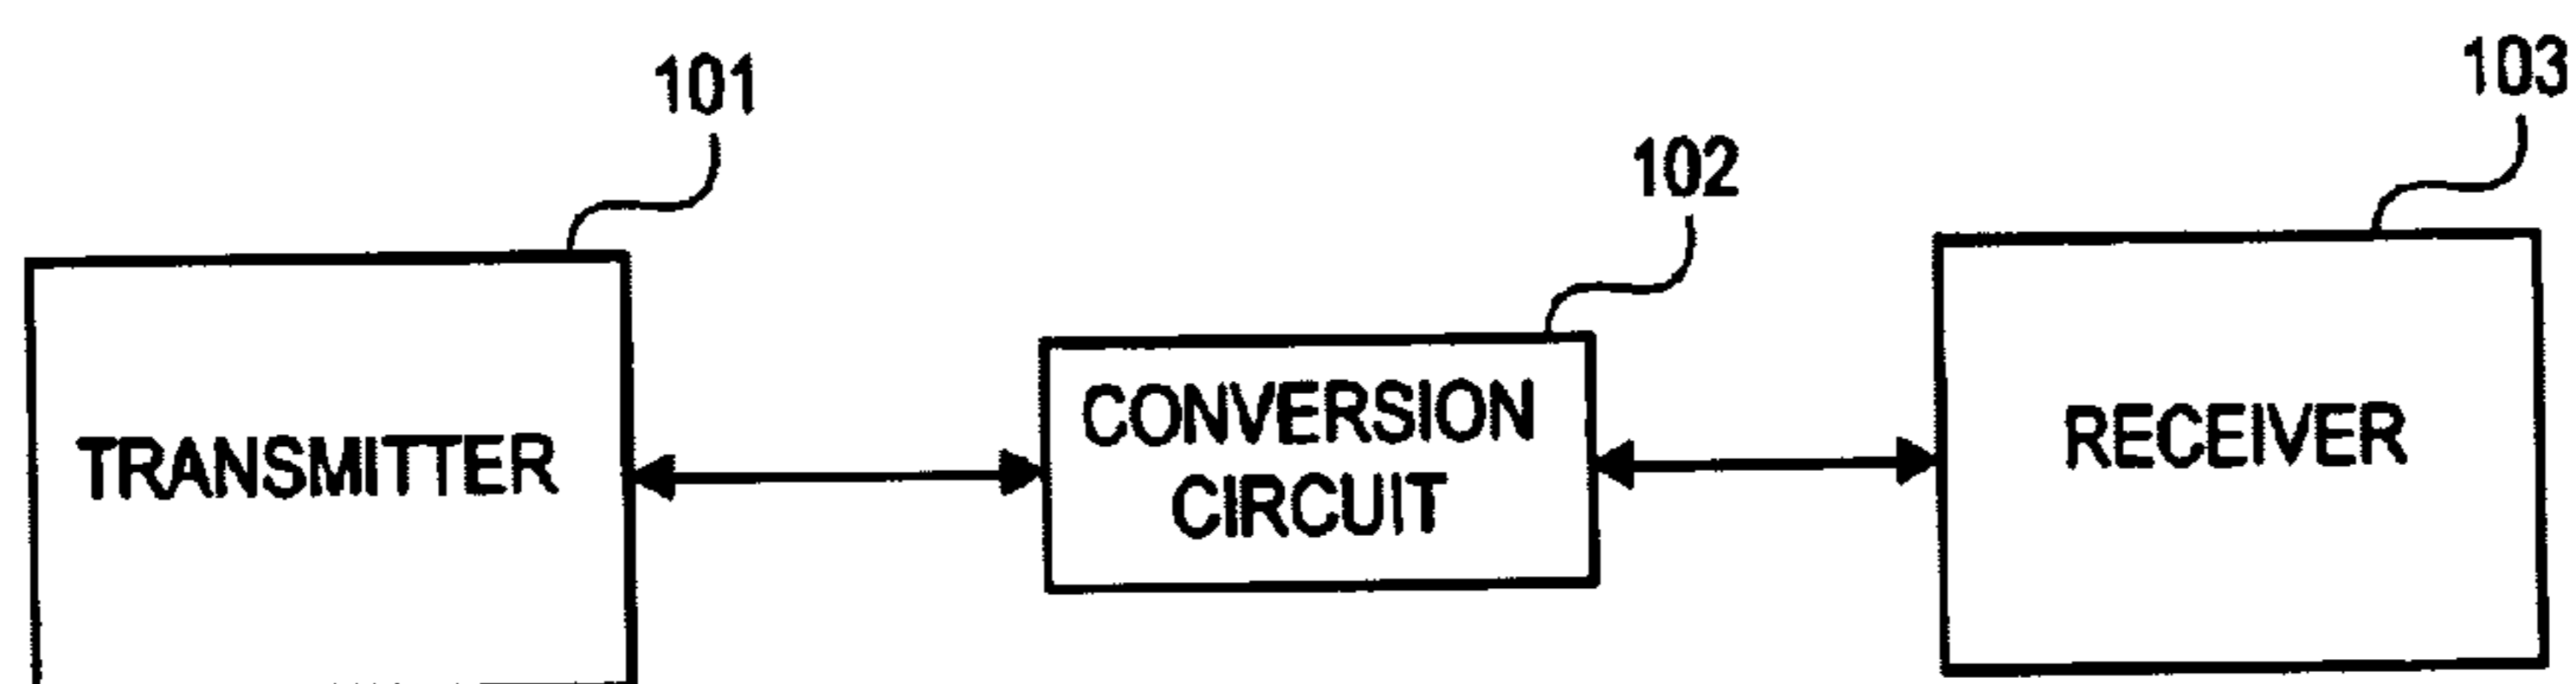 101
102
103
TRANSMITTER
CONVERSION
CIRCUIT
RECEIVER